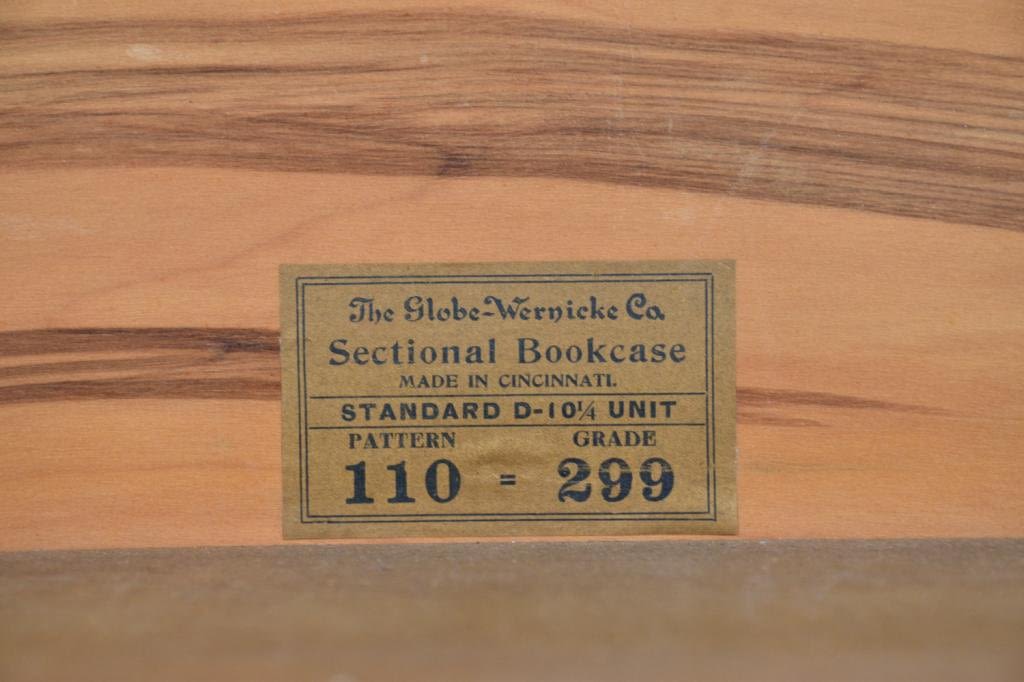 The Globe-Wernicke Co.
Sectional Bookcase
MADE IN CINCINNATI.
STANDARD D-10¼ UNIT
PATTERN GRADE
110 = 299